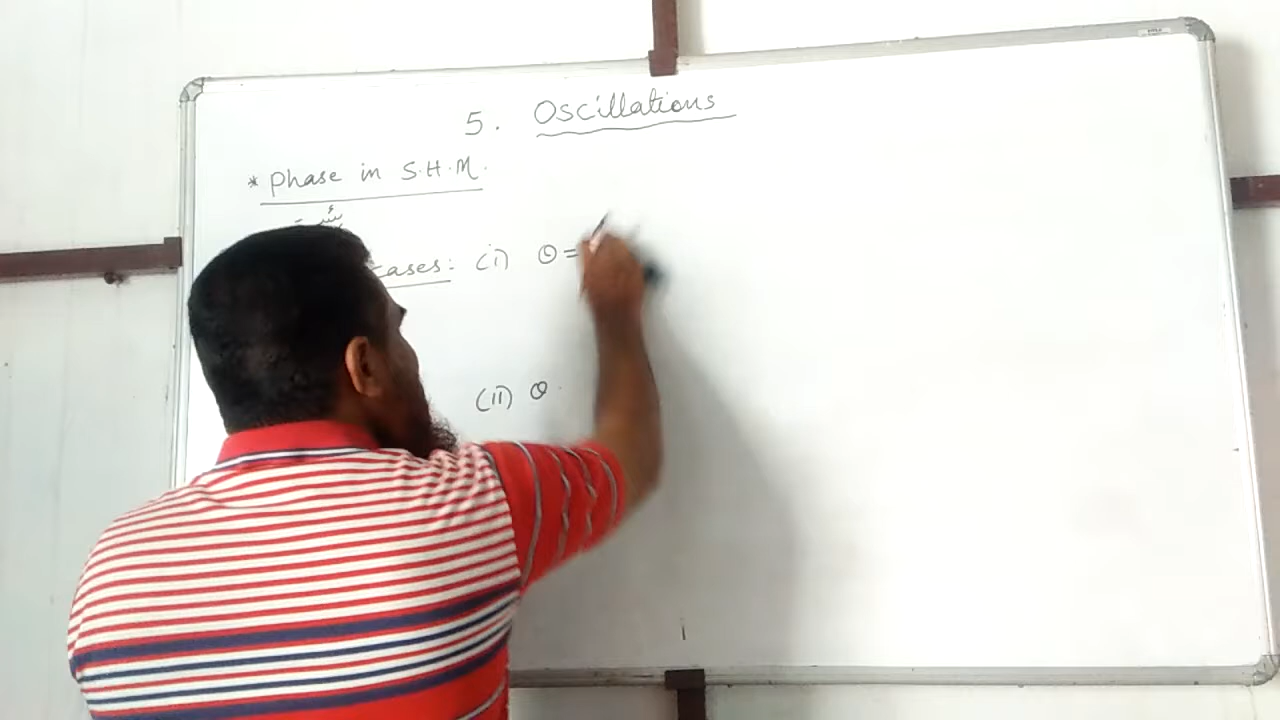 5. Oscillations
* Phase in S.H.M.
cases: (i) θ =
(ii) θ